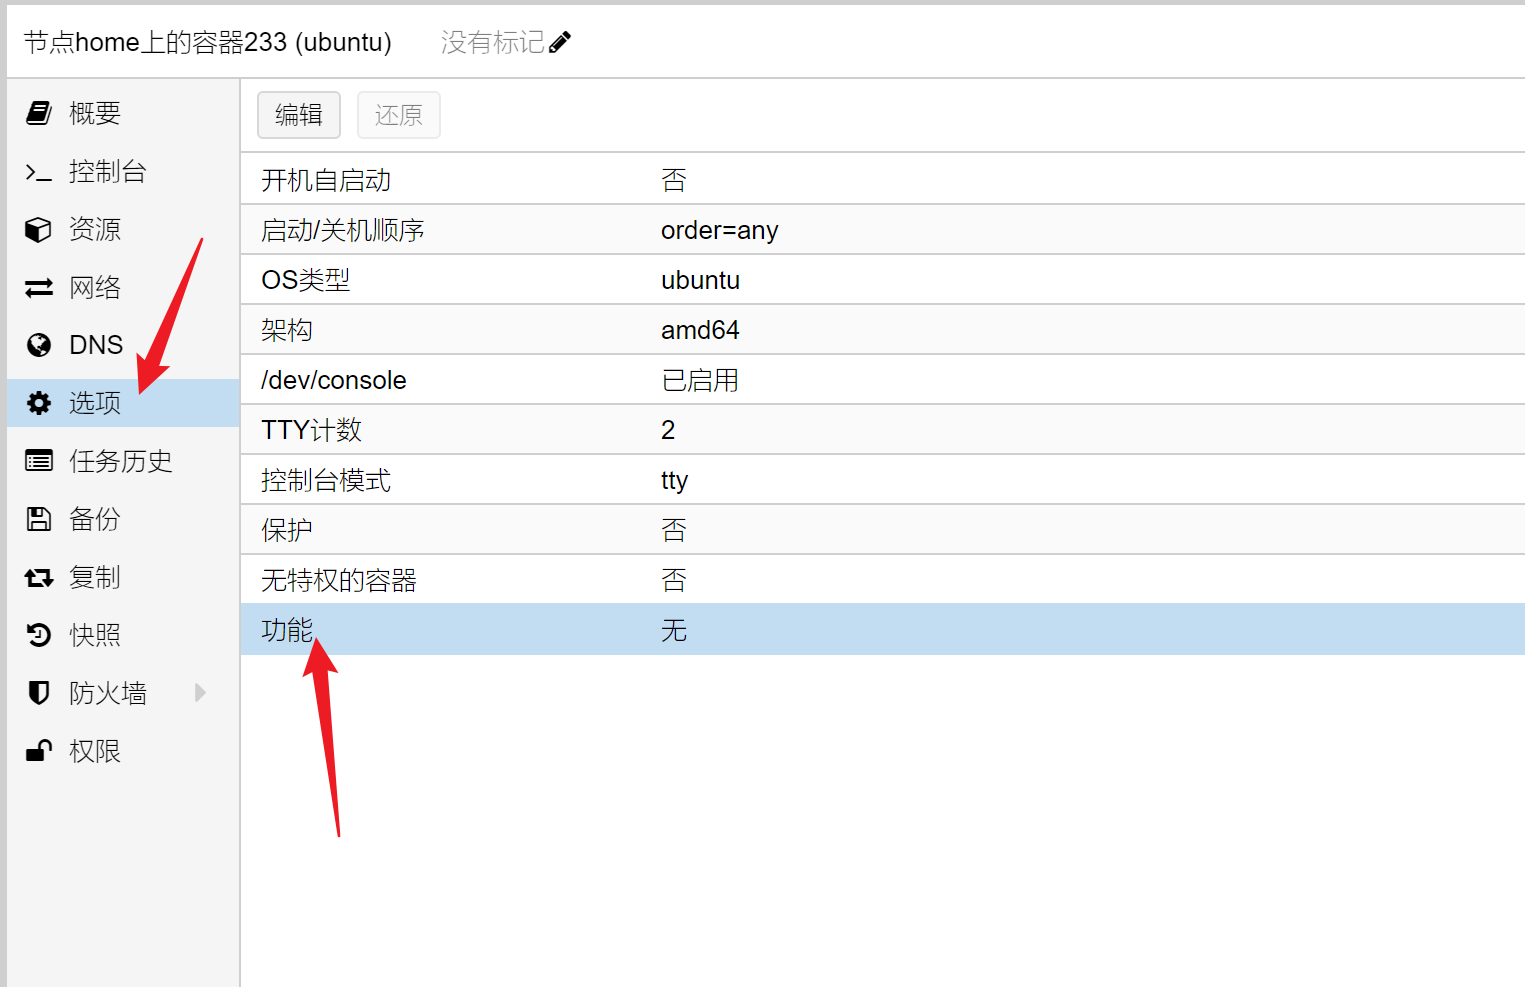 节点home上的容器233 (ubuntu) 没有标记
概要
控制台
资源
网络
DNS
选项
任务历史
备份
复制
快照
防火墙
权限
编辑 还原
开机自启动 否
启动/关机顺序 order=any
OS类型 ubuntu
架构 amd64
/dev/console 已启用
TTY计数 2
控制台模式 tty
保护 否
无特权的容器 否
功能 无